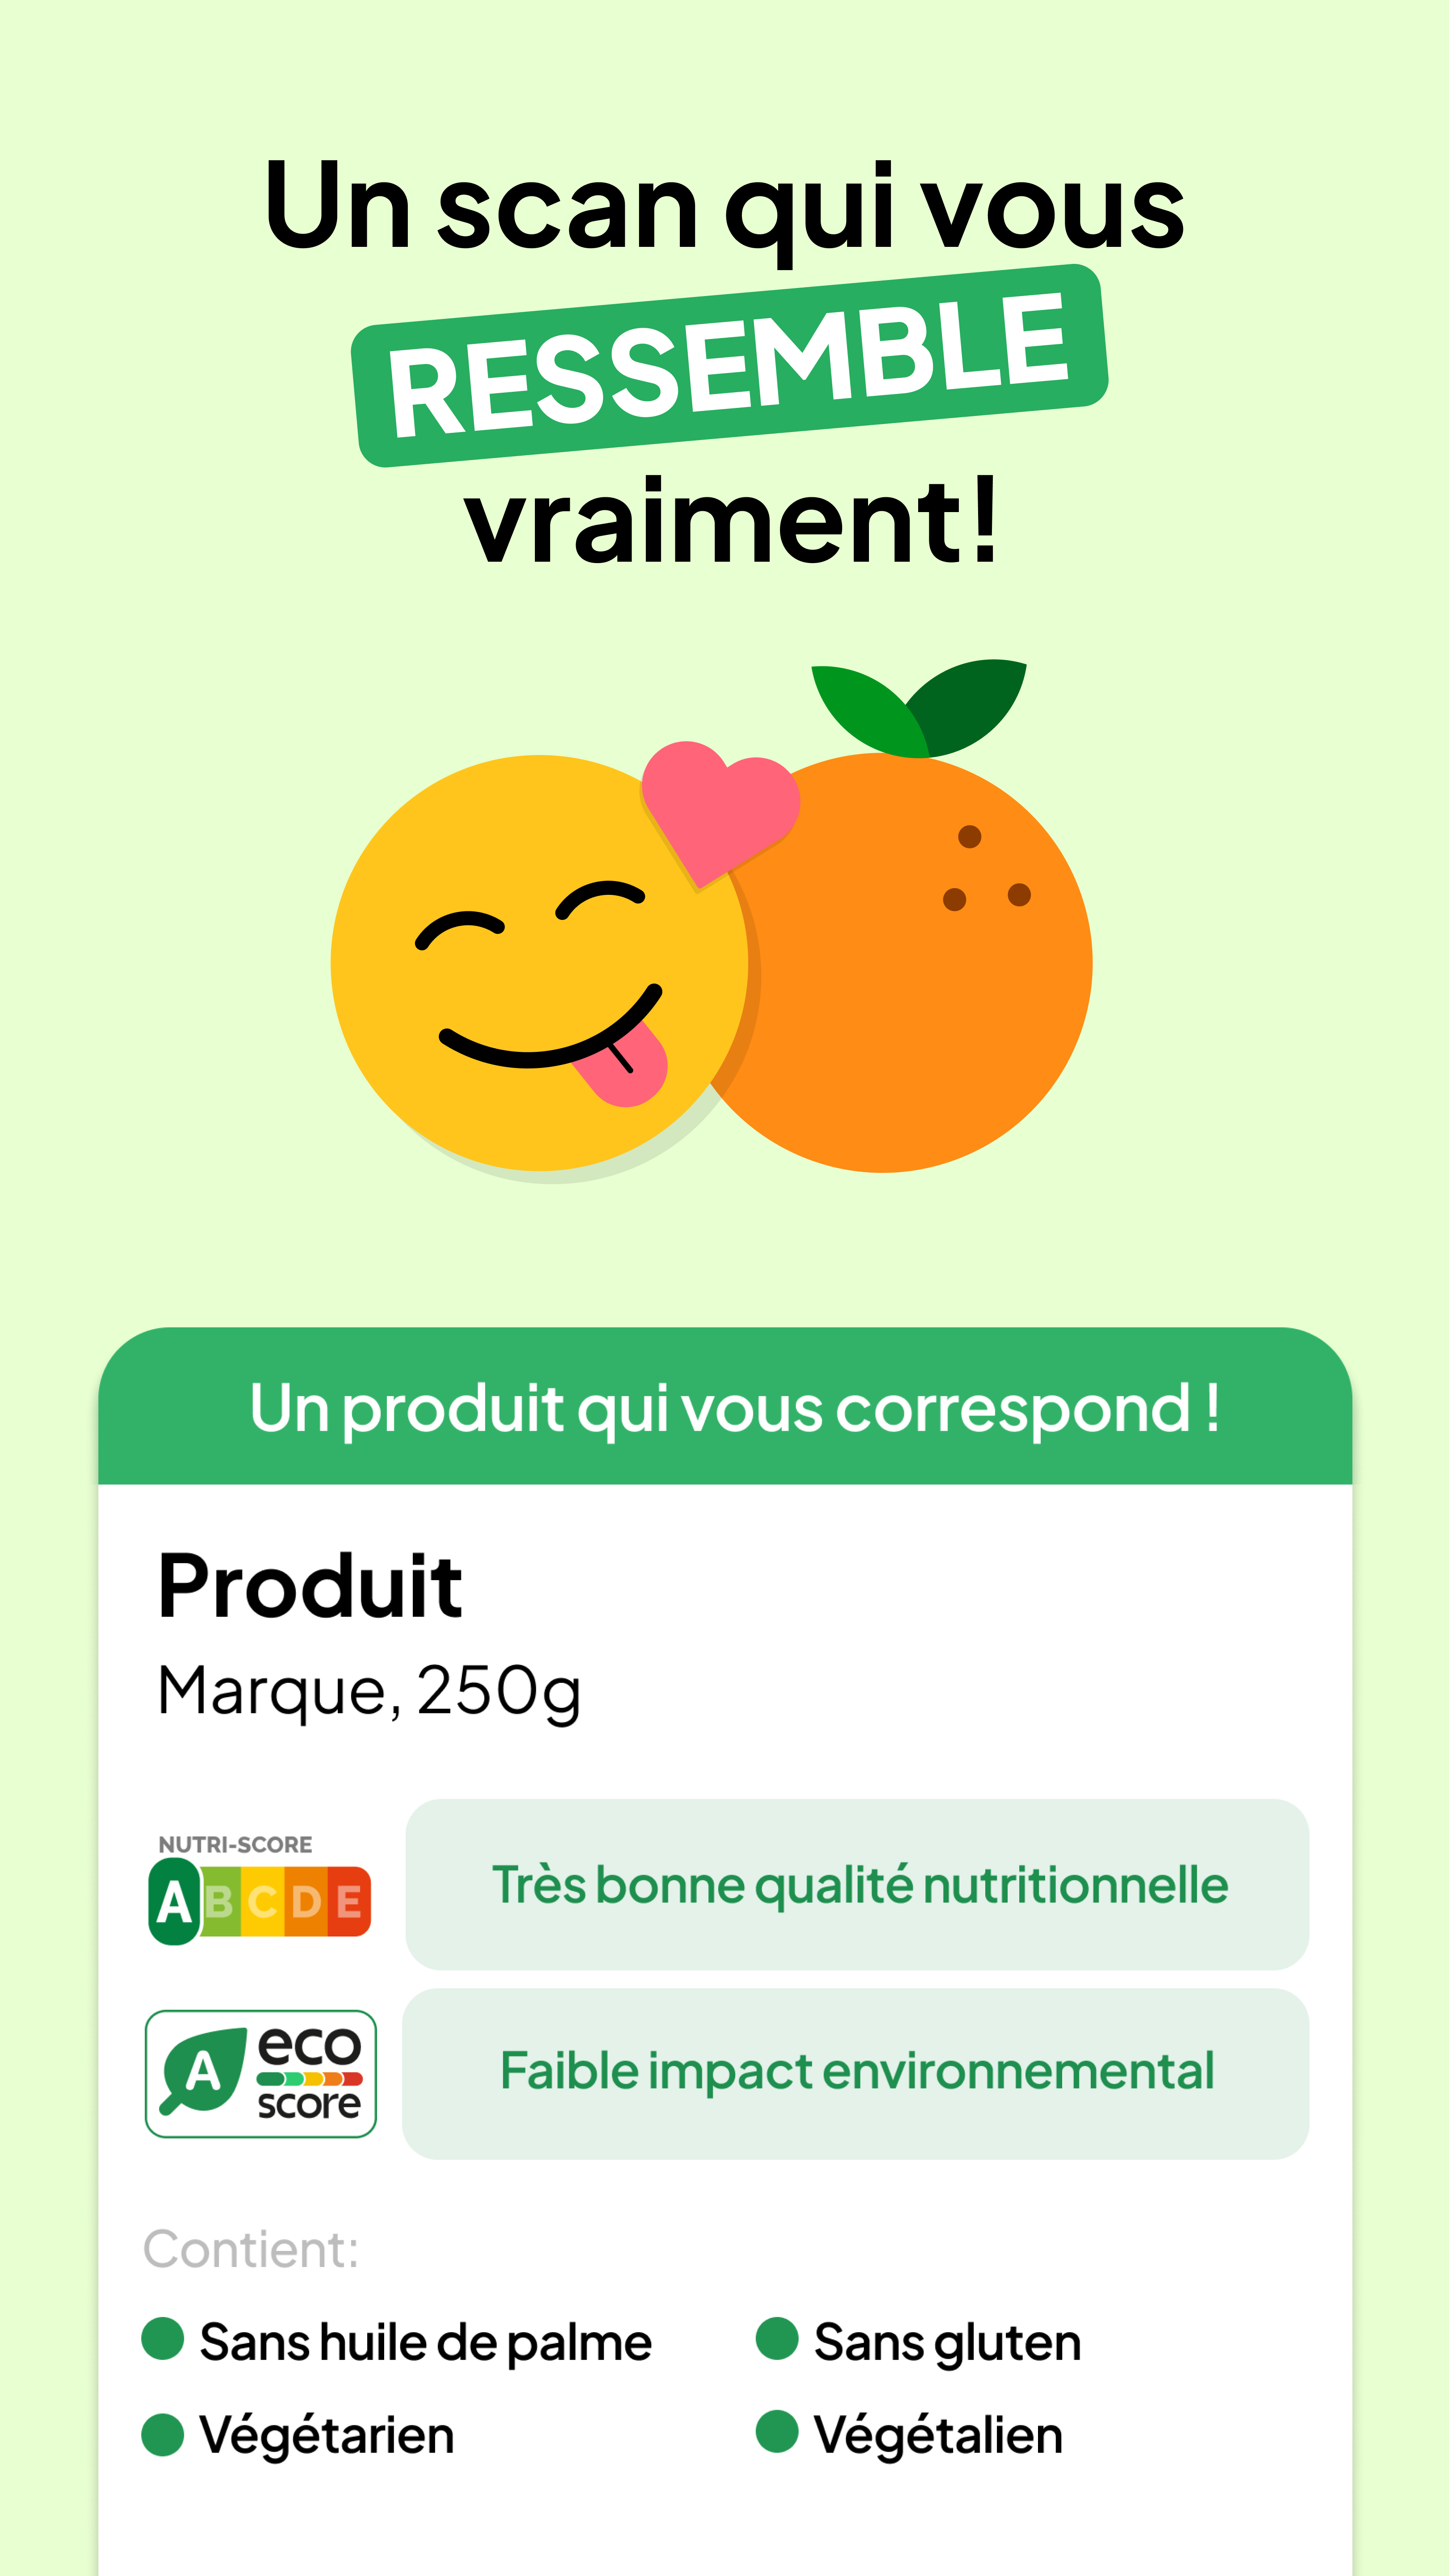 Un scan qui vous
RESSEMBLE
vraiment!
Un produit qui vous correspond !
Produit
Marque, 250g
NUTRI-SCORE
A B C D E
Très bonne qualité nutritionnelle
A
eco
score
Faible impact environnemental
Contient:
Sans huile de palme
Sans gluten
Végétarien
Végétalien